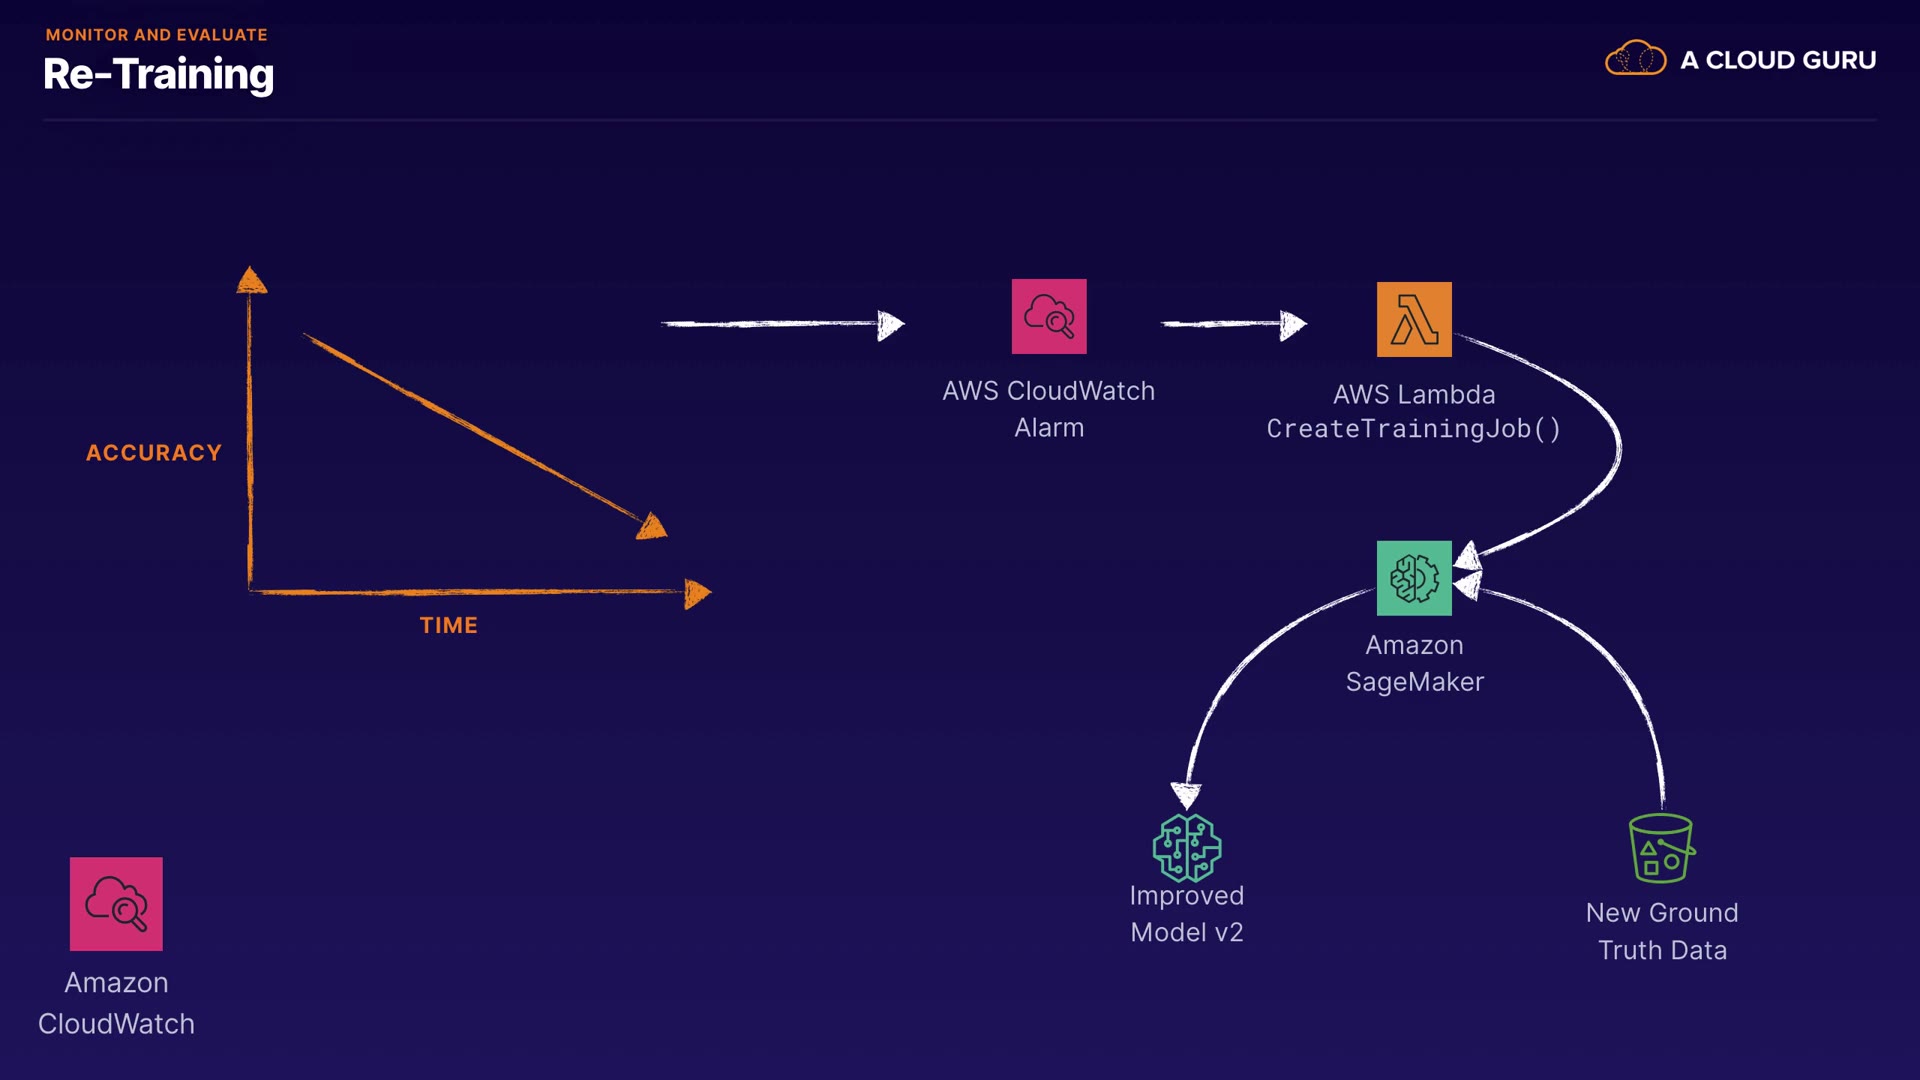 MONITOR AND EVALUATE
Re-Training
A CLOUD GURU
ACCURACY
TIME
AWS CloudWatch
Alarm
AWS Lambda
CreateTrainingJob()
Amazon
SageMaker
Improved
Model v2
New Ground
Truth Data
Amazon
CloudWatch